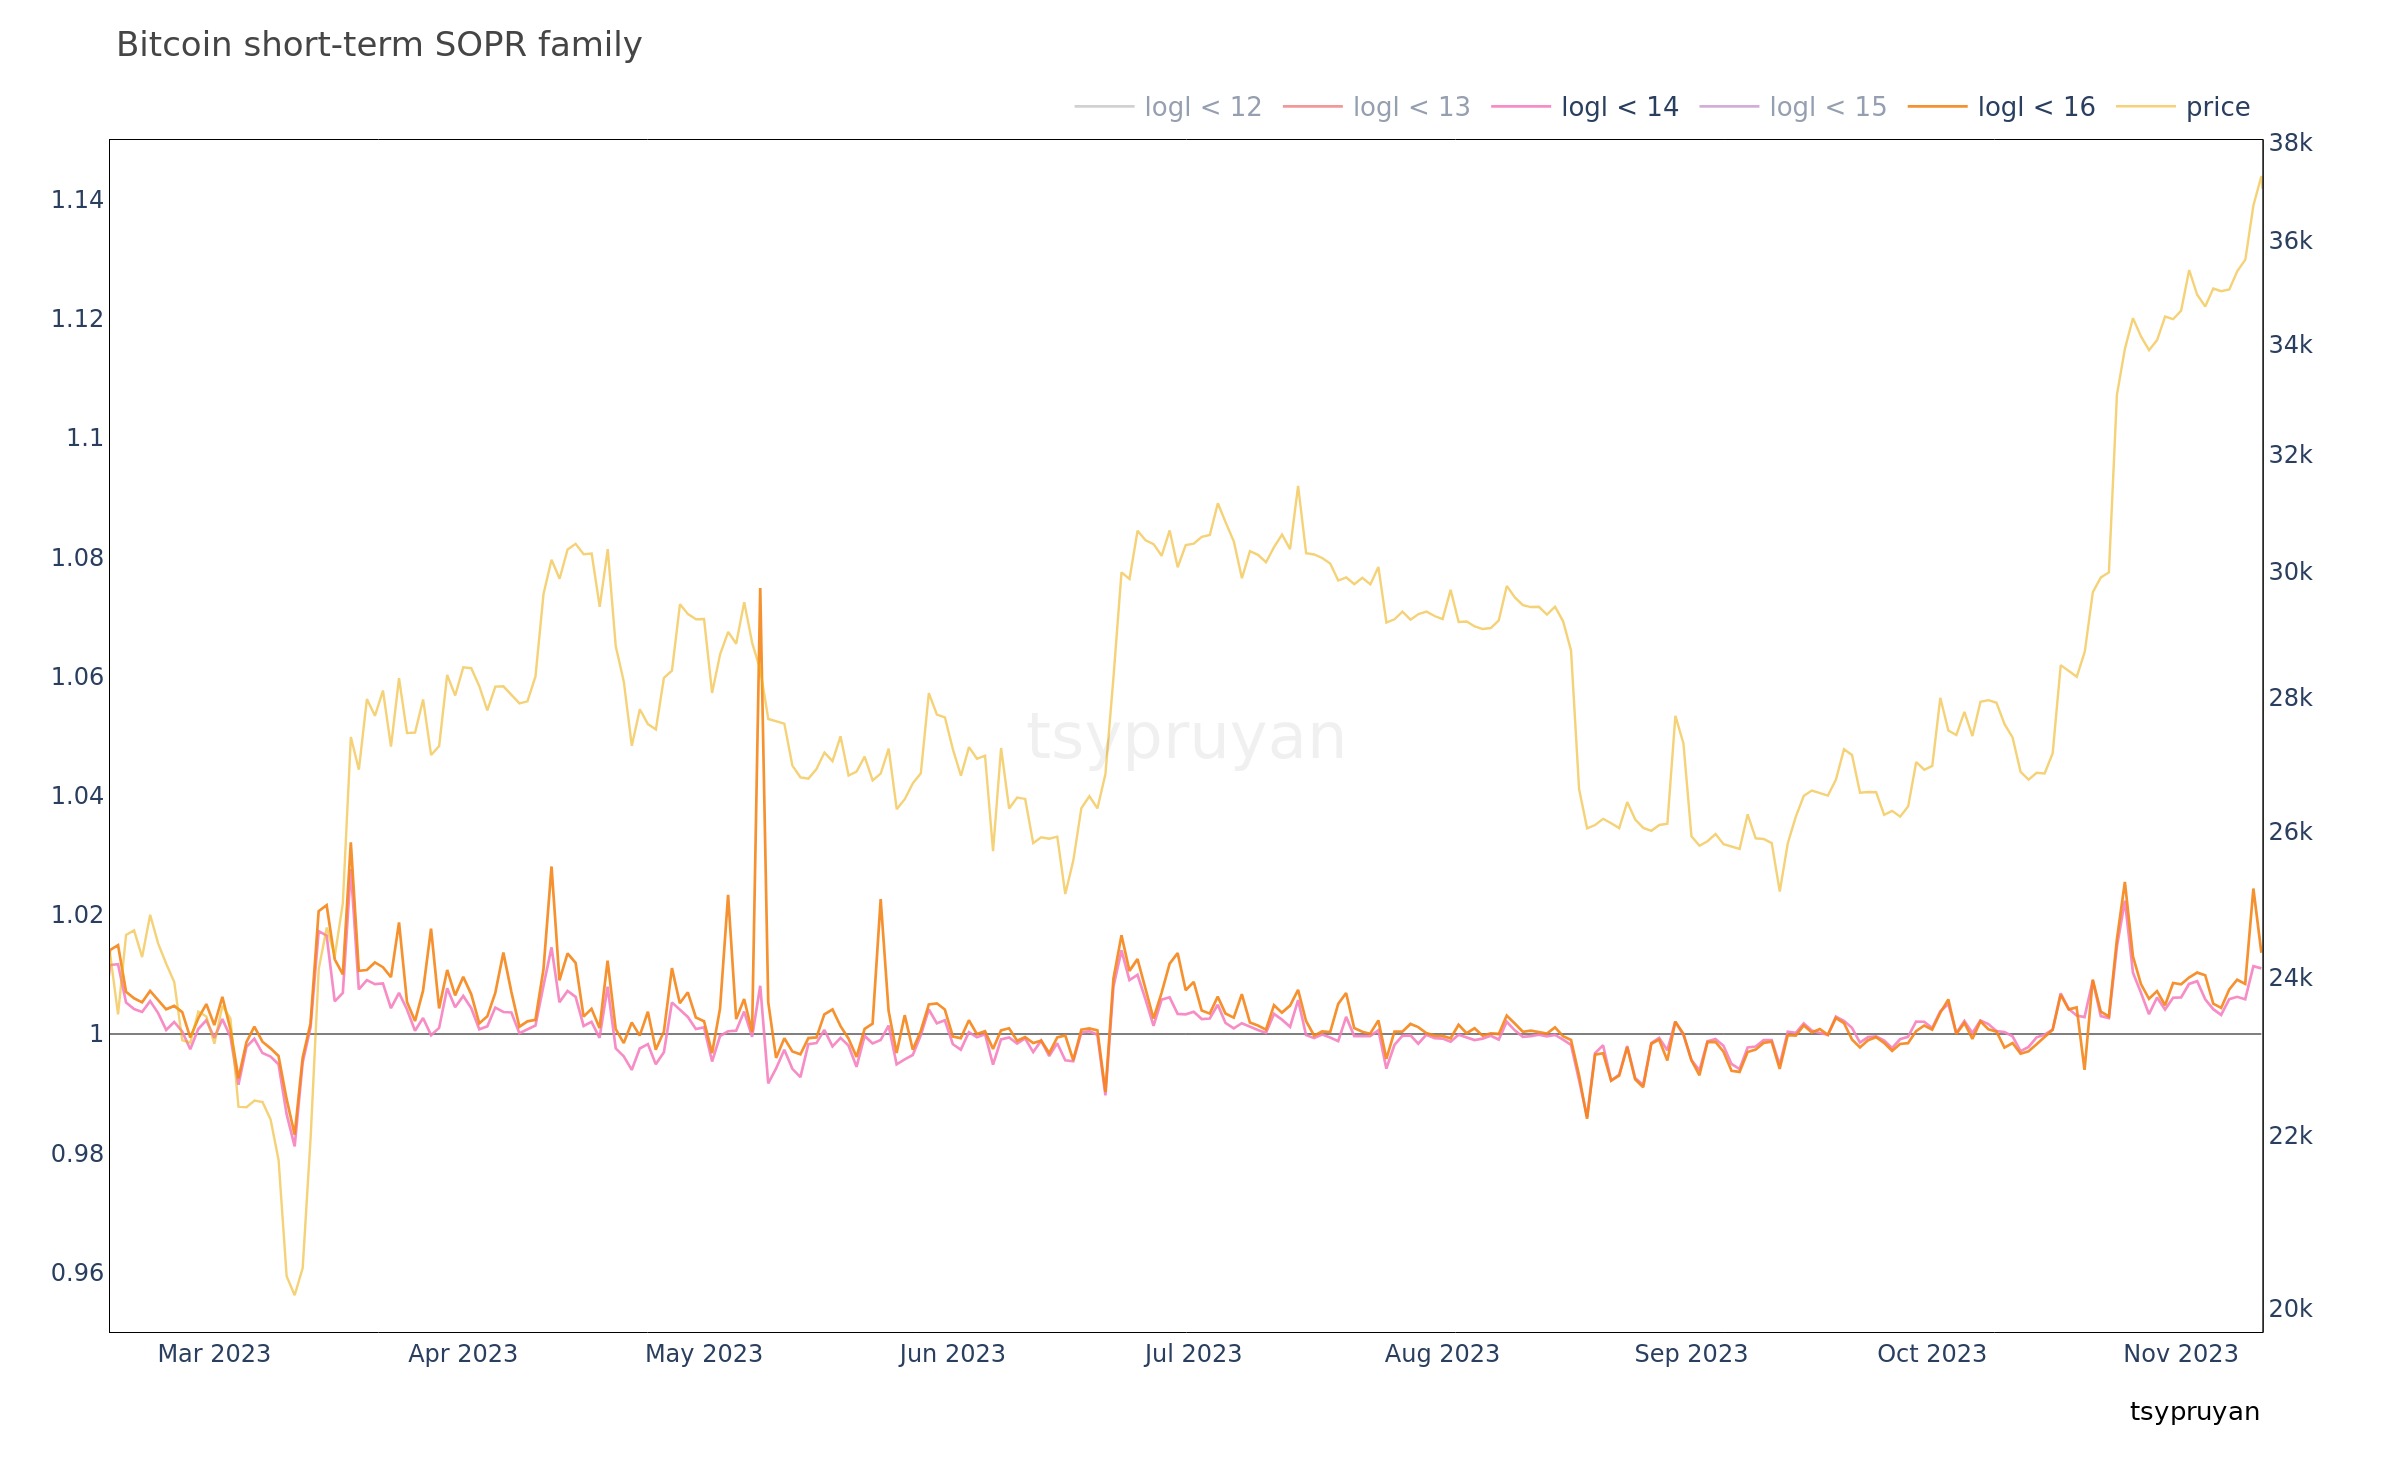 Bitcoin short-term SOPR family
logl < 12 logl < 13 logl < 14 logl < 15 logl < 16 price
1.14
1.12
1.1
1.08
1.06
1.04
1.02
1
0.98
0.96
38k
36k
34k
32k
30k
28k
26k
24k
22k
20k
tsypruyan
Mar 2023 Apr 2023 May 2023 Jun 2023 Jul 2023 Aug 2023 Sep 2023 Oct 2023 Nov 2023
tsypruyan